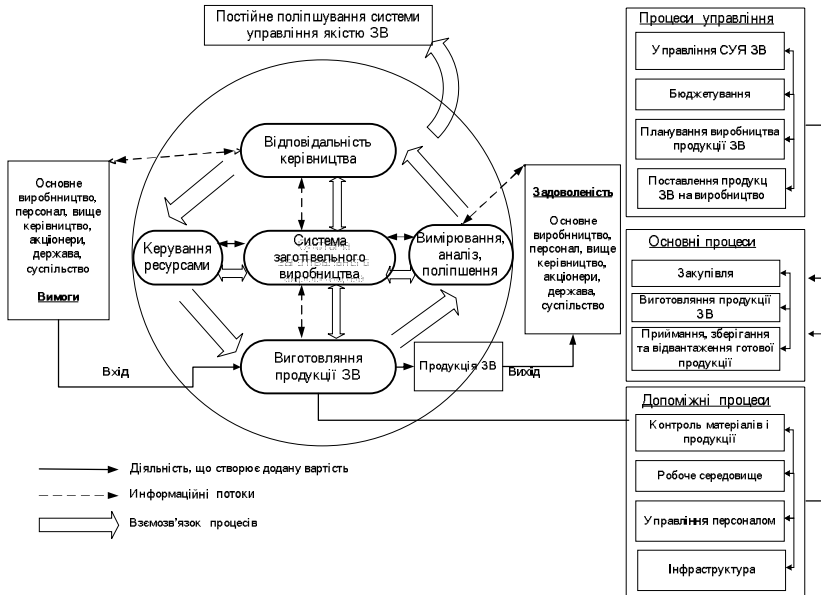 Постійне поліпшування системи
управління якістю ЗВ
Відповідальність
керівництва
Основне
виробнництво,
персонал, вище
керівництво,
акціонери,
держава,
суспільство
Вимоги
Керування
ресурсами
Система
заготівельного
виробництва
Вимірювання,
аналіз,
поліпшення
Задоволеність
Основне
виробництво,
персонал, вище
керівництво,
акціонери,
держава,
суспільство
Вхід
Виготовляння
продукції ЗВ
Продукція ЗВ
Вихід
Діяльність, що створює додану вартість
Информаційні потоки
Взємозв'язок процесів
Процеси управління
Управління СУЯ ЗВ
Бюджетування
Планування виробництва
продукції ЗВ
Поставлення продукц
ЗВ на виробництво
Основні процеси
Закупівля
Виготовляння продукції
ЗВ
Приймання, зберігання
та відвантаження готової
продукції
Допоміжні процеси
Контроль матеріалів і
продукції
Робоче середовище
Управління персоналом
Інфраструктура